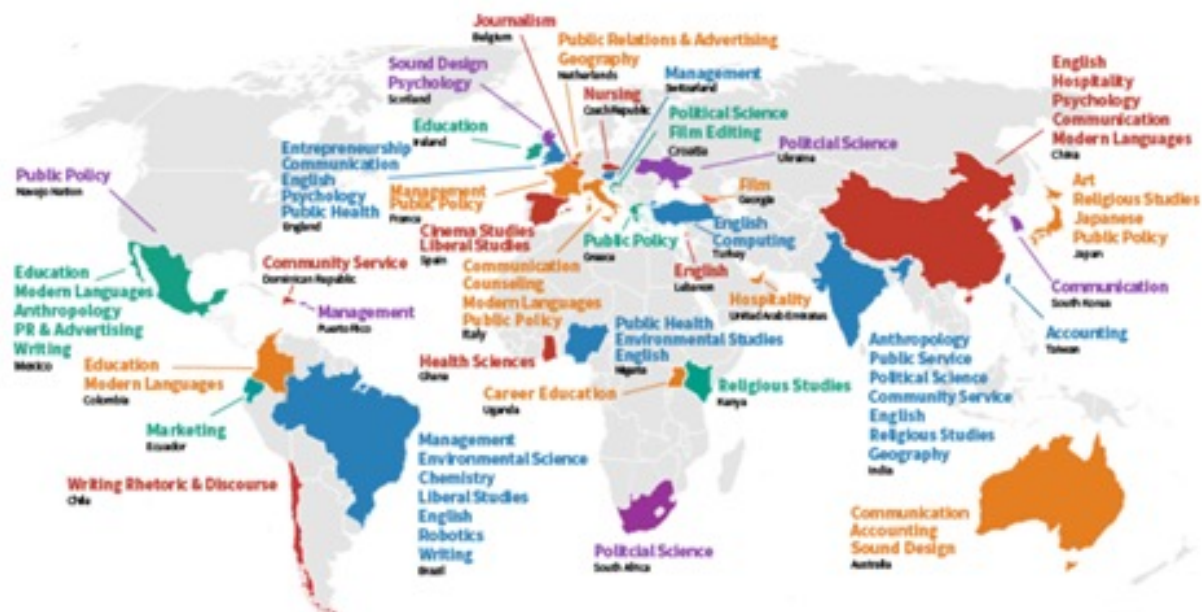 Journalism
Belgium
Public Relations & Advertising
Geography
Netherlands
Sound Design
Psychology
Scotland
Management
Switzerland
Nursing
Czech Republic
English
Hospitality
Psychology
Communication
Modern Languages
China
Education
Ireland
Political Science
Film Editing
Croatia
Politcial Science
Ukraine
Entrepreneurship
Communication
English
Psychology
Public Health
England
Public Policy
Navajo Nation
Management
Public Policy
France
Film
Georgia
Art
Religious Studies
Japanese
Public Policy
Japan
Cinema Studies
Liberal Studies
Spain
Public Policy
Greece
English
Computing
Turkey
Community Service
Dominican Republic
Communication
Counseling
Modern Languages
Public Policy
Italy
English
Lebanon
Education
Modern Languages
Anthropology
PR & Advertising
Writing
Mexico
Management
Puerto Rico
Hospitality
United Arab Emirates
Communication
South Korea
Public Health
Environmental Studies
English
Nigeria
Accounting
Taiwan
Education
Modern Languages
Colombia
Health Sciences
Ghana
Anthropology
Public Service
Political Science
Community Service
English
Religious Studies
Geography
India
Career Education
Uganda
Religious Studies
Kenya
Marketing
Ecuador
Management
Environmental Science
Chemistry
Liberal Studies
English
Robotics
Writing
Brazil
Writing Rhetoric & Discourse
Chile
Politcial Science
South Africa
Communication
Accounting
Sound Design
Australia